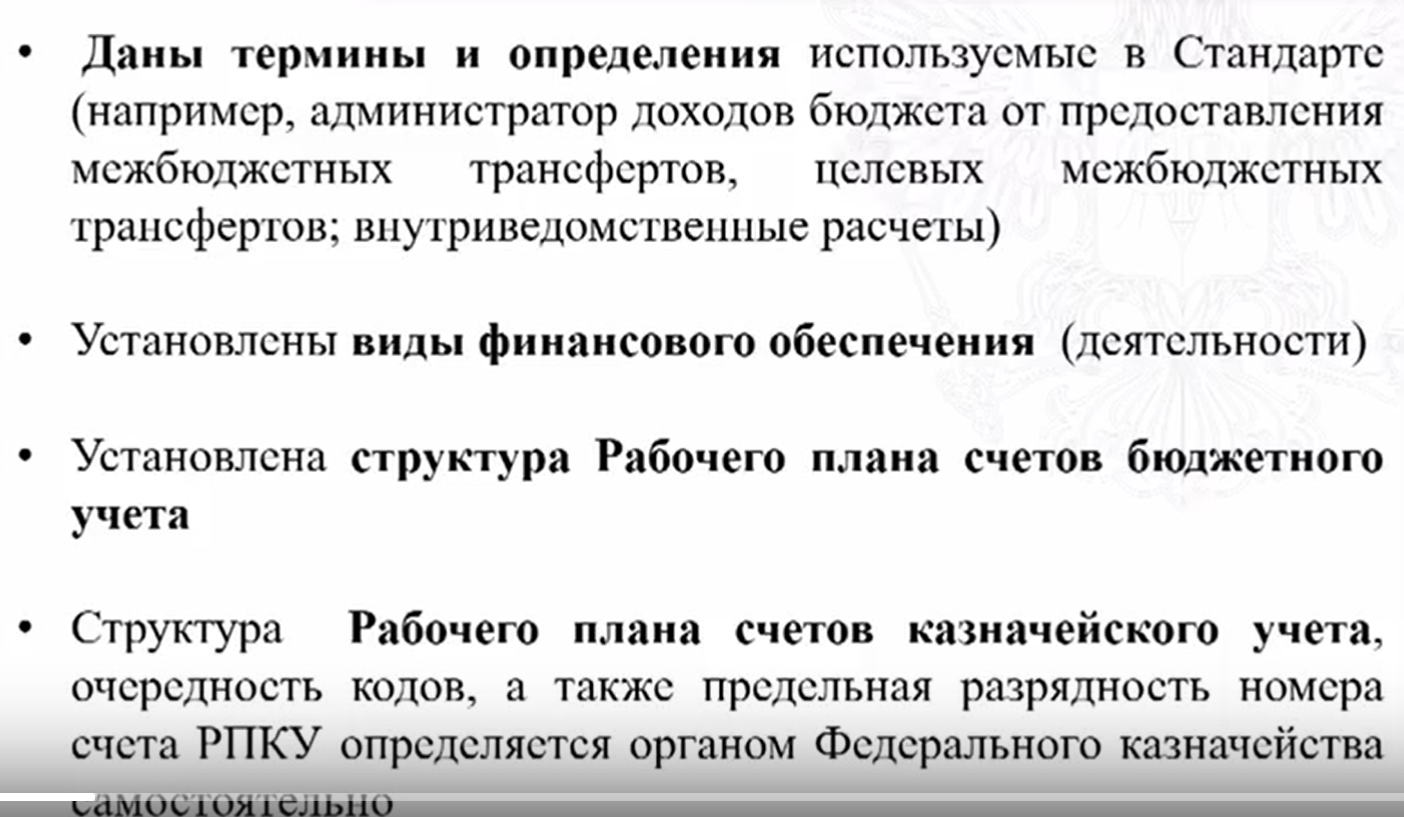 • Даны термины и определения используемые в Стандарте
(например, администратор доходов бюджета от предоставления
межбюджетных трансфертов, целевых межбюджетных
трансфертов; внутриведомственные расчеты)
• Установлены виды финансового обеспечения (деятельности)
• Установлена структура Рабочего плана счетов бюджетного
учета
• Структура Рабочего плана счетов казначейского учета,
очередность кодов, а также предельная разрядность номера
счета РПКУ определяется органом Федерального казначейства
самостоятельно